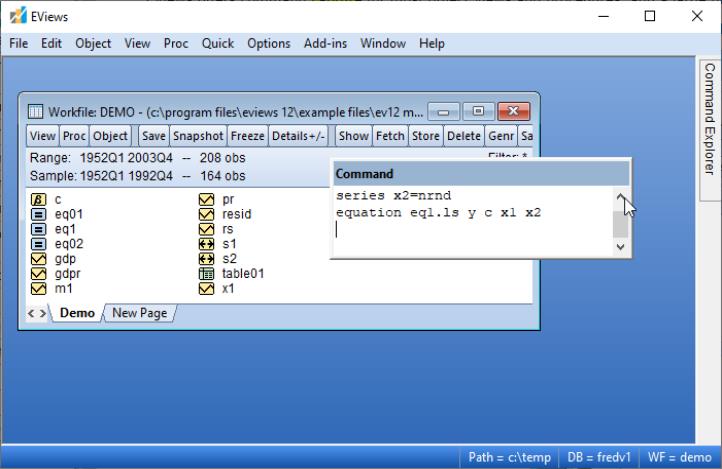 EViews
File Edit Object View Proc Quick Options Add-ins Window Help
Command Explorer
Workfile: DEMO - (c:\program files\eviews 12\example files\ev12 m...
View Proc Object Save Snapshot Freeze Details+/- Show Fetch Store Delete Genr Sa
Range: 1952Q1 2003Q4 -- 208 obs
Filter: *
Sample: 1952Q1 1992Q4 -- 164 obs
Command
series x2=nrnd
equation eq1.ls y c x1 x2
c
eq01
eq1
eq02
gdp
gdpr
m1
pr
resid
rs
s1
s2
table01
x1
< > Demo New Page
Path = c:\temp DB = fredv1 WF = demo